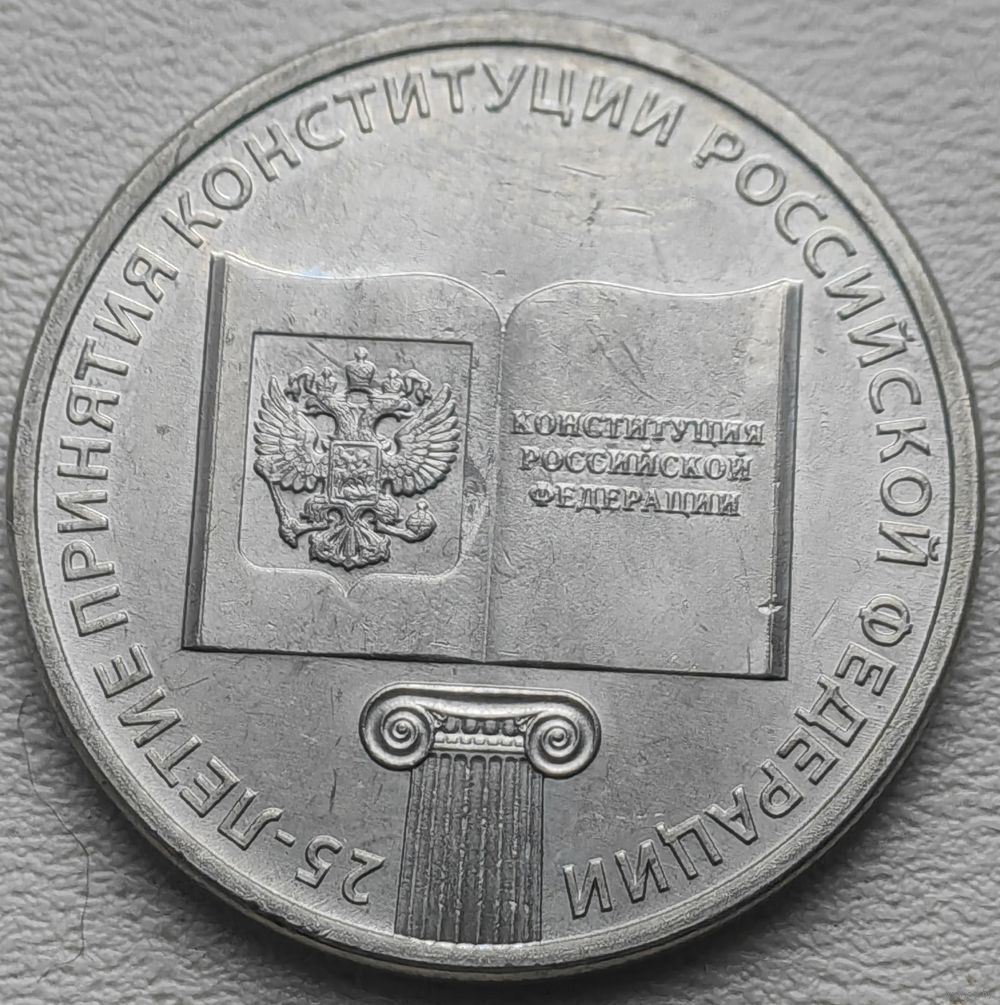 25-ЛЕТИЕ ПРИНЯТИЯ КОНСТИТУЦИИ РОССИЙСКОЙ ФЕДЕРАЦИИ
КОНСТИТУЦИЯ
РОССИЙСКОЙ
ФЕДЕРАЦИИ